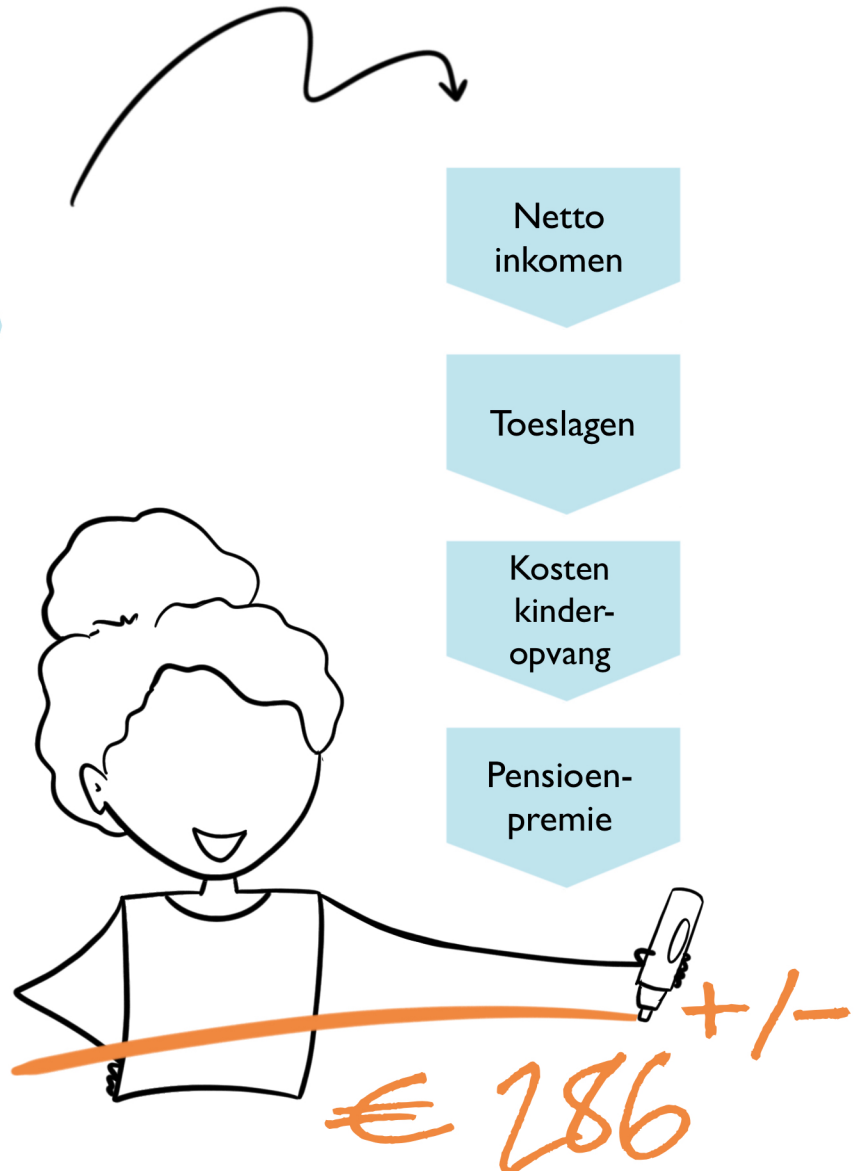 Netto
inkomen
Toeslagen
Kosten
kinder-
opvang
Pensioen-
premie
+/-
€ 286